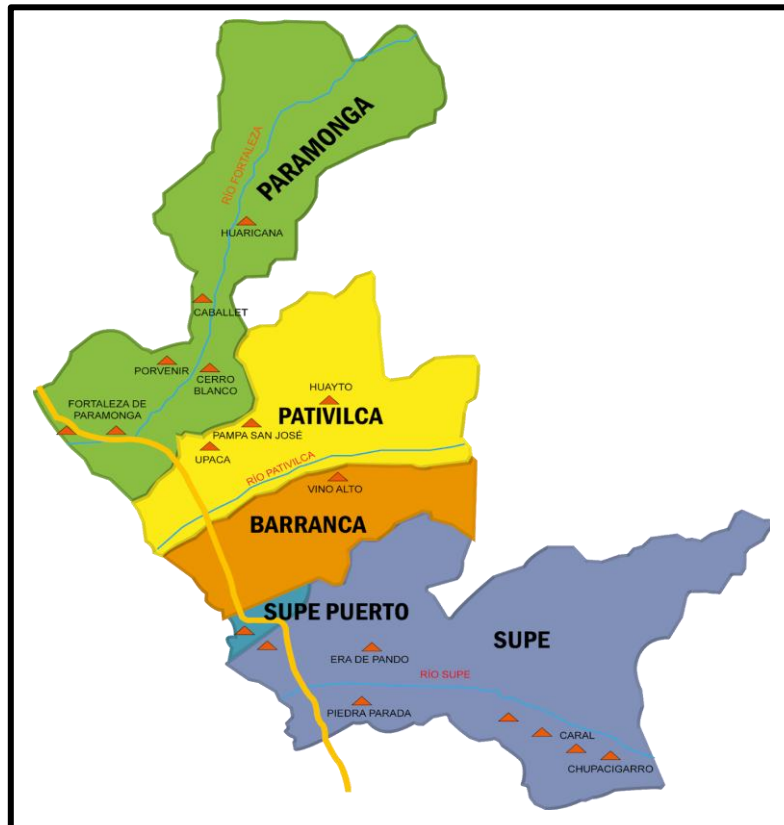 PARAMONGA
RÍO FORTALEZA
HUARICANA
CABALLET
PORVENIR
CERRO
BLANCO
FORTALEZA DE
PARAMONGA
HUAYTO
PATIVILCA
PAMPA SAN JOSÉ
UPACA
RÍO PATIVILCA
VINO ALTO
BARRANCA
SUPE PUERTO
SUPE
ERA DE PANDO
RÍO SUPE
PIEDRA PARADA
CARAL
CHUPACIGARRO